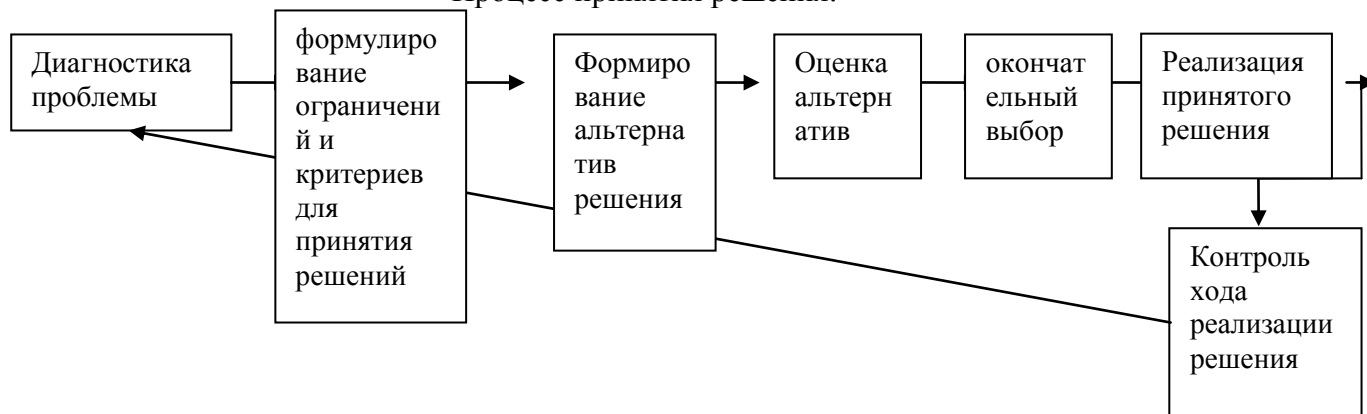 Процесс принятия решения.
Диагностика
проблемы
формулиро
вание
ограничени
й и
критериев
для
принятия
решений
Формиро
вание
альтерна
тив
решения
Оценка
альтерн
атив
окончат
ельный
выбор
Реализация
принятого
решения
Контроль
хода
реализации
решения